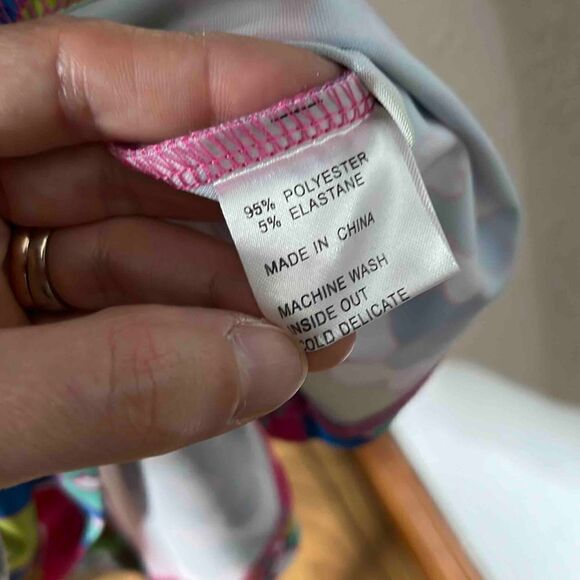 95% POLYESTER
5% ELASTANE
MADE IN CHINA
MACHINE WASH
INSIDE OUT
COLD DELICATE